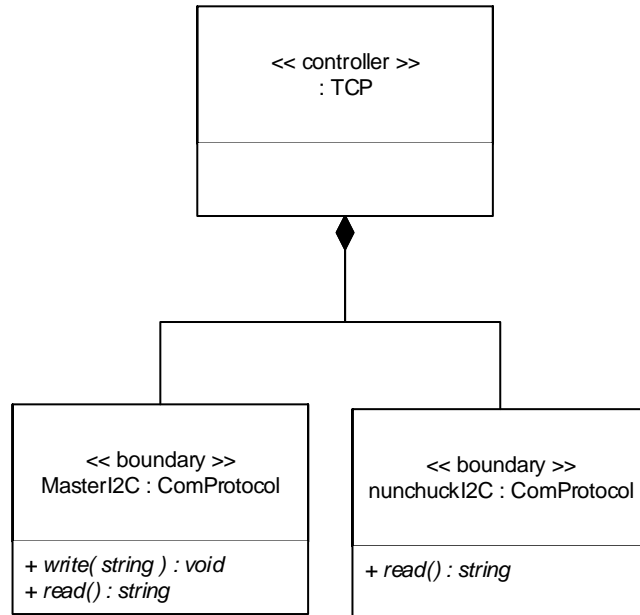 << controller >>
: TCP
<< boundary >>
MasterI2C : ComProtocol
+ write( string ) : void
+ read() : string
<< boundary >>
nunchuckI2C : ComProtocol
+ read() : string